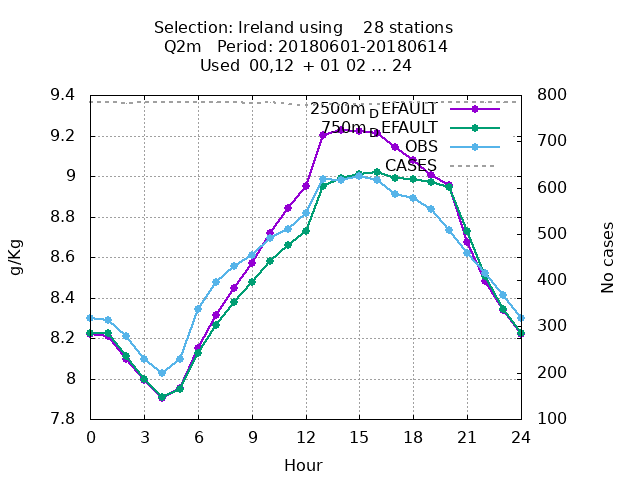 Selection: Ireland using 28 stations
Q2m Period: 20180601-20180614
Used 00,12 + 01 02 ... 24
9.4 800
2500m DEFAULT
9.2 750m DEFAULT 700
OBS
CASES
9 600
8.8 500
8.6 400
8.4 300
8.2 200
8
7.8 100
g/Kg
No cases
0 3 6 9 12 15 18 21 24
Hour